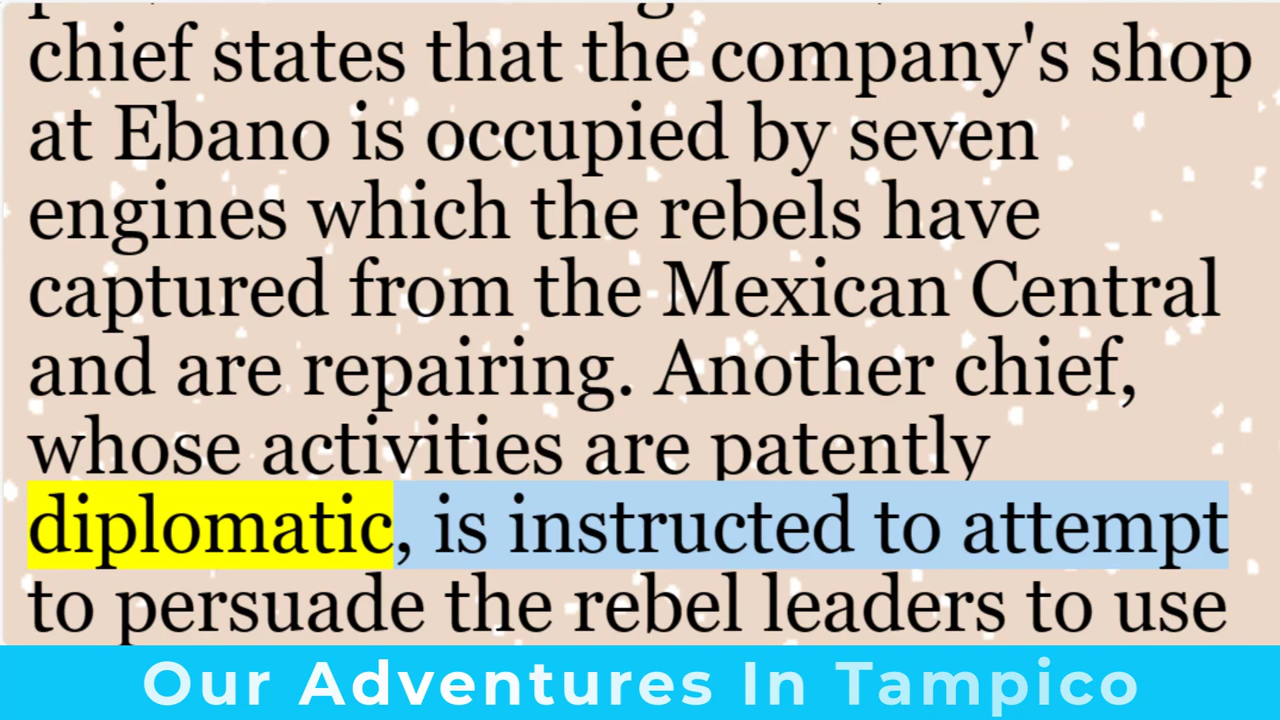 chief states that the company's shop
at Ebano is occupied by seven
engines which the rebels have
captured from the Mexican Central
and are repairing. Another chief,
whose activities are patently
diplomatic, is instructed to attempt
to persuade the rebel leaders to use
Our Adventures In Tampico